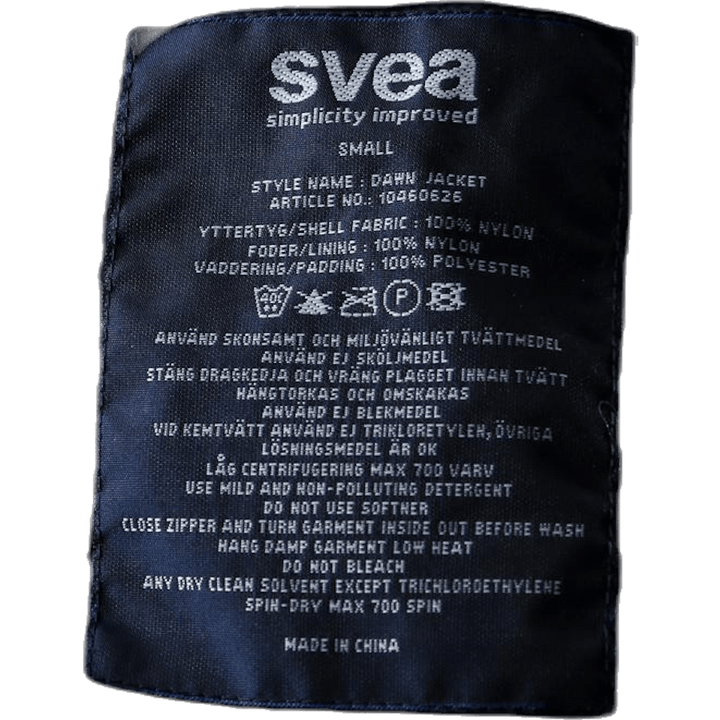 svea
simplicity improved
SMALL
STYLE NAME : DAWN JACKET
ARTICLE NO.: 10460626
YTTERTYG/SHELL FABRIC : 100% NYLON
FODER/LINING : 100% NYLON
VADDERING/PADDING : 100% POLYESTER
40C P
ANVÄND SKONSAMT OCH MILJÖVÄNLIGT TVÄTTMEDEL
ANVÄND EJ SKÖLJMEDEL
STÄNG DRAGKEDJA OCH VRÄNG PLAGGET INNAN TVÄTT
HÄNGTORKAS OCH OMSKAKAS
ANVÄND EJ BLEKMEDEL
VID KEMTVÄTT ANVÄND EJ TRIKLORETYLEN, ÖVRIGA
LÖSNINGSMEDEL ÄR OK
LÅG CENTRIFUGERING MAX 700 VARV
USE MILD AND NON-POLLUTING DETERGENT
DO NOT USE SOFTNER
CLOSE ZIPPER AND TURN GARMENT INSIDE OUT BEFORE WASH
HANG DAMP GARMENT LOW HEAT
DO NOT BLEACH
ANY DRY CLEAN SOLVENT EXCEPT TRICHLOROETHYLENE
SPIN-DRY MAX 700 SPIN
MADE IN CHINA